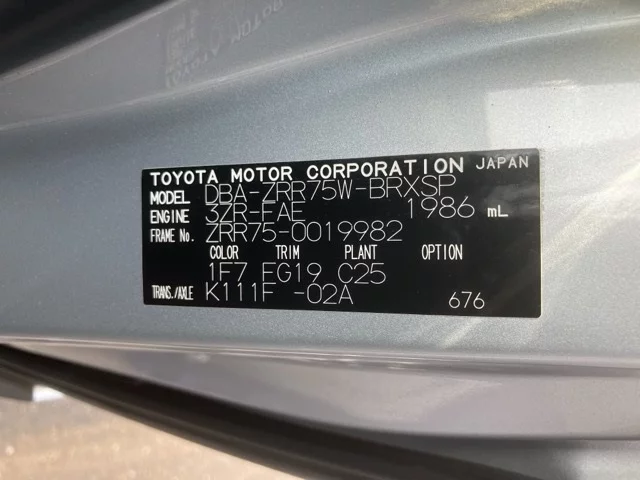 TOYOTA MOTOR CORPORATION JAPAN
MODEL DBA-ZRR75W-BRXSP
ENGINE 3ZR-FAE 1986 mL
FRAME No. ZRR75-0019982
COLOR TRIM PLANT OPTION
1F7 FG19 C25
TRANS./AXLE K111F -02A 676